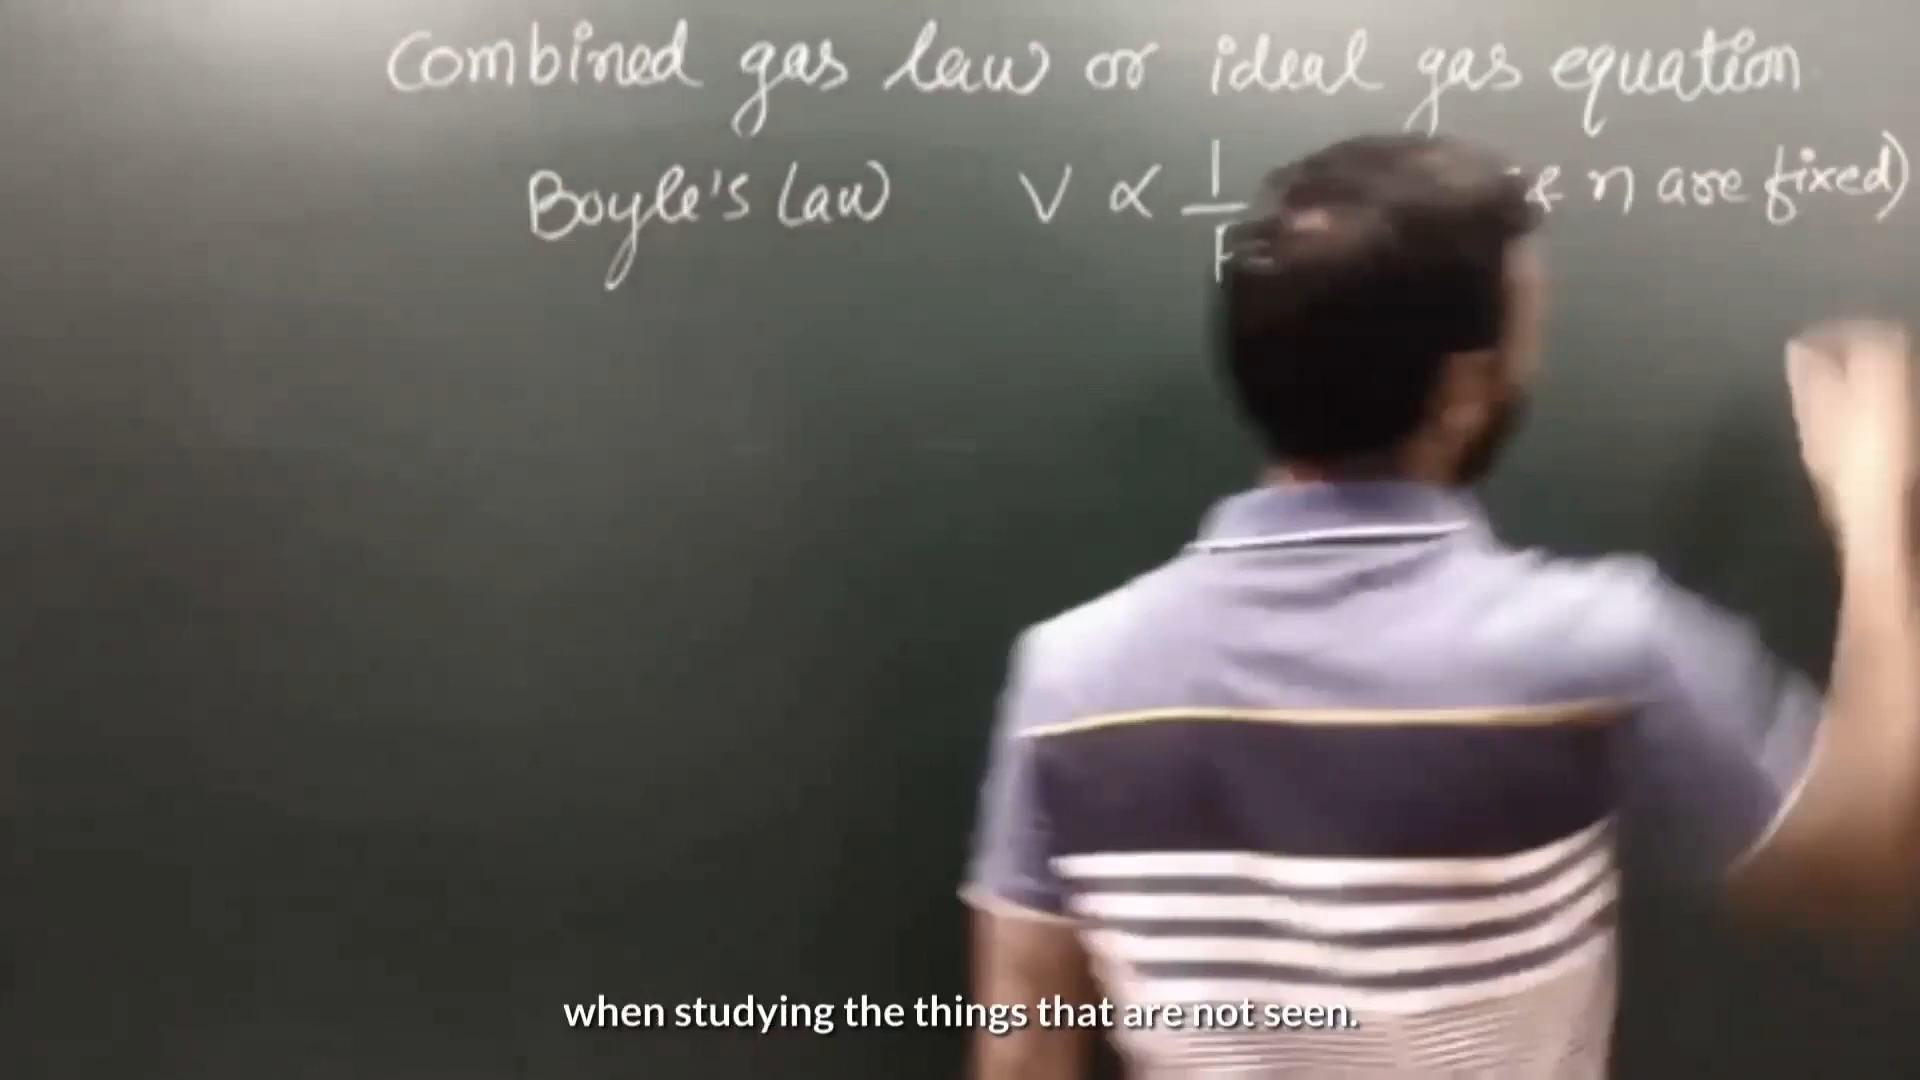 Combined gas law or ideal gas equation
Boyle's Law V ∝ 1/P & n are fixed)
when studying the things that are not seen.